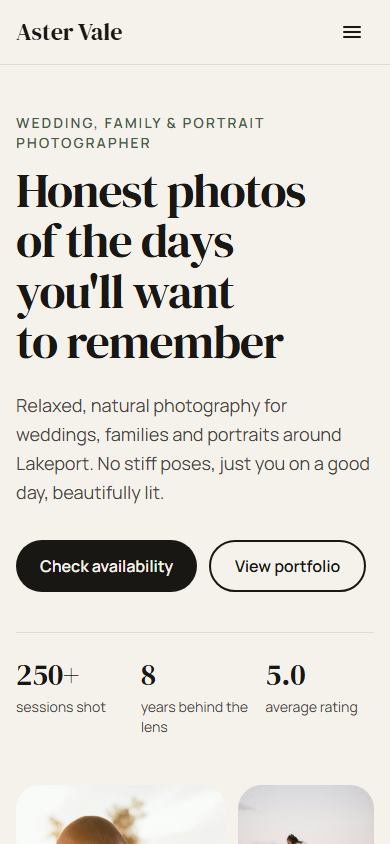 Aster Vale
WEDDING, FAMILY & PORTRAIT
PHOTOGRAPHER
Honest photos
of the days
you'll want
to remember
Relaxed, natural photography for
weddings, families and portraits around
Lakeport. No stiff poses, just you on a good
day, beautifully lit.
Check availability
View portfolio
250+
sessions shot
8
years behind the
lens
5.0
average rating